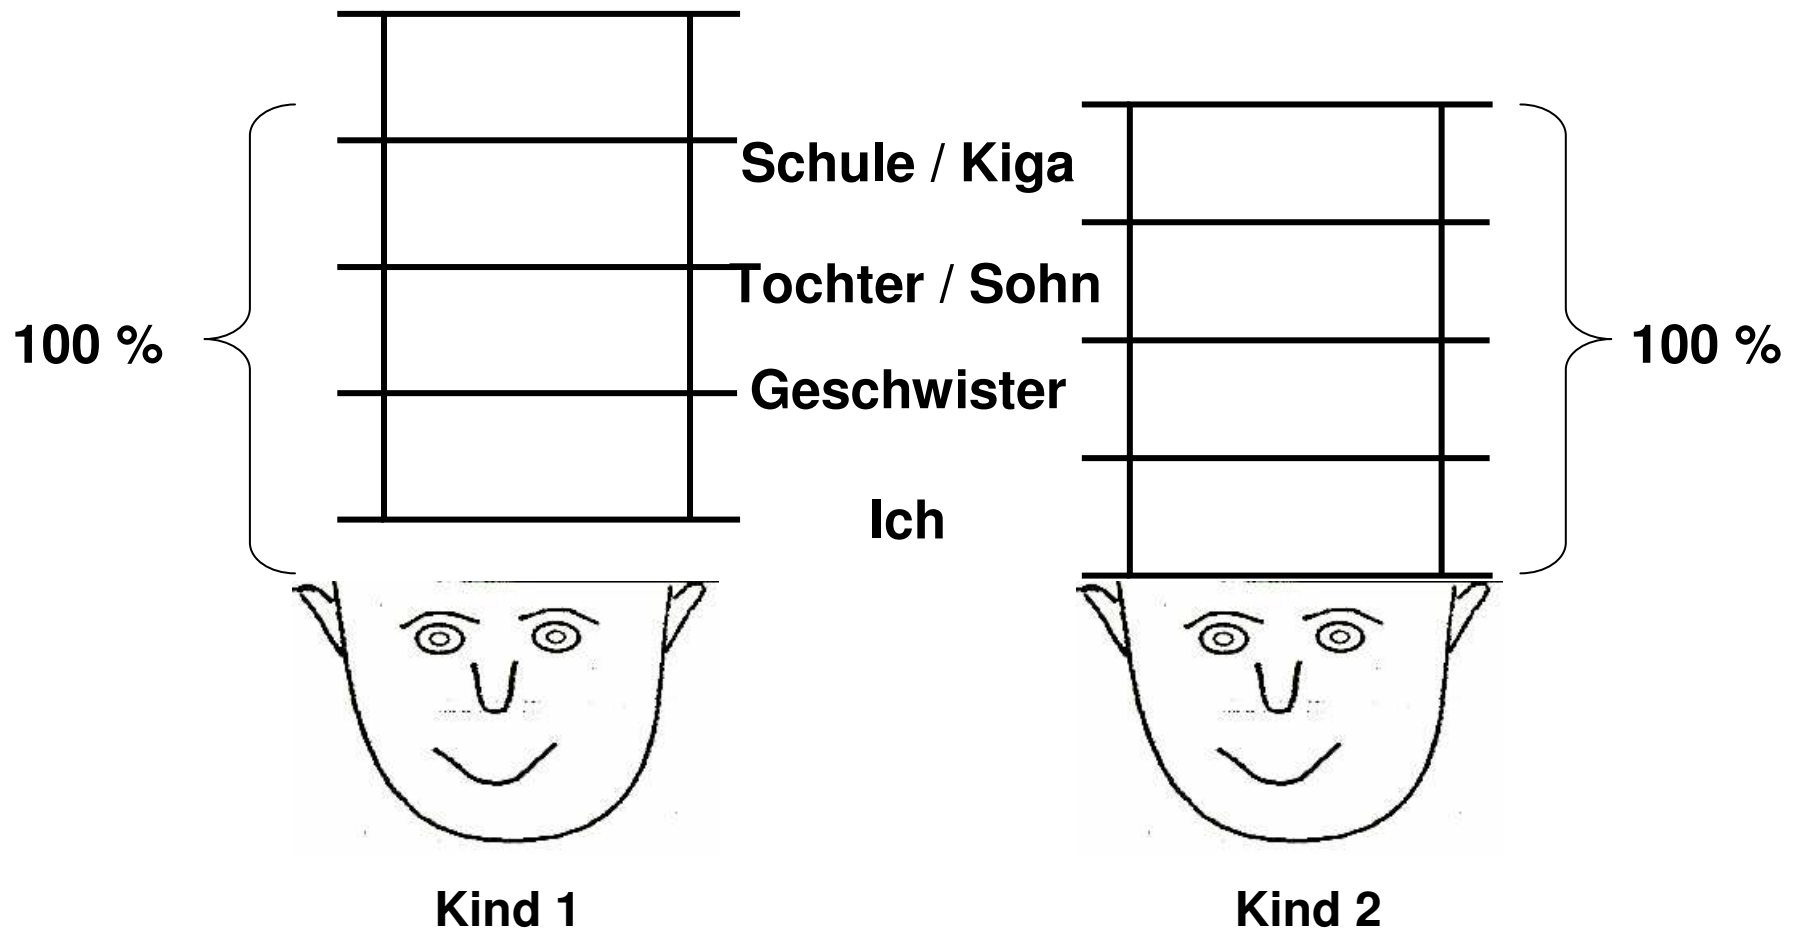 Schule / Kiga
Tochter / Sohn
100 %
100 %
Geschwister
Ich
Kind 1
Kind 2